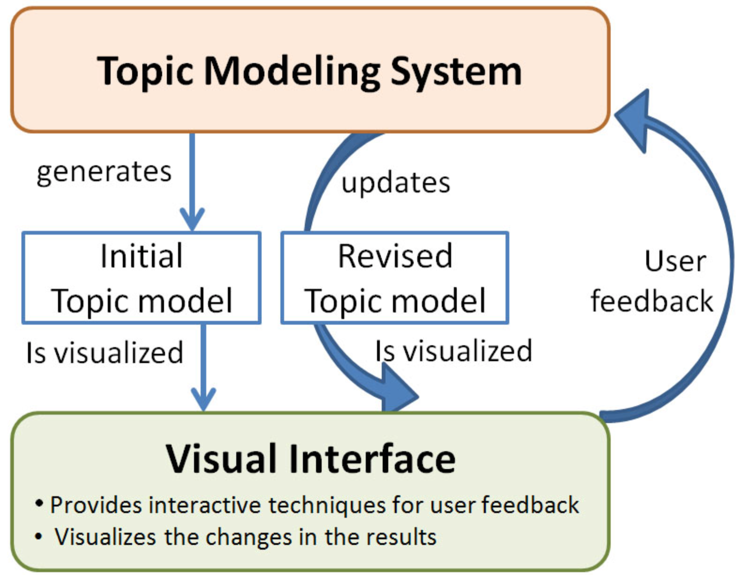 Topic Modeling System
generates
updates
Initial
Topic model
Revised
Topic model
User
feedback
Is visualized
Is visualized
Visual Interface
• Provides interactive techniques for user feedback
• Visualizes the changes in the results